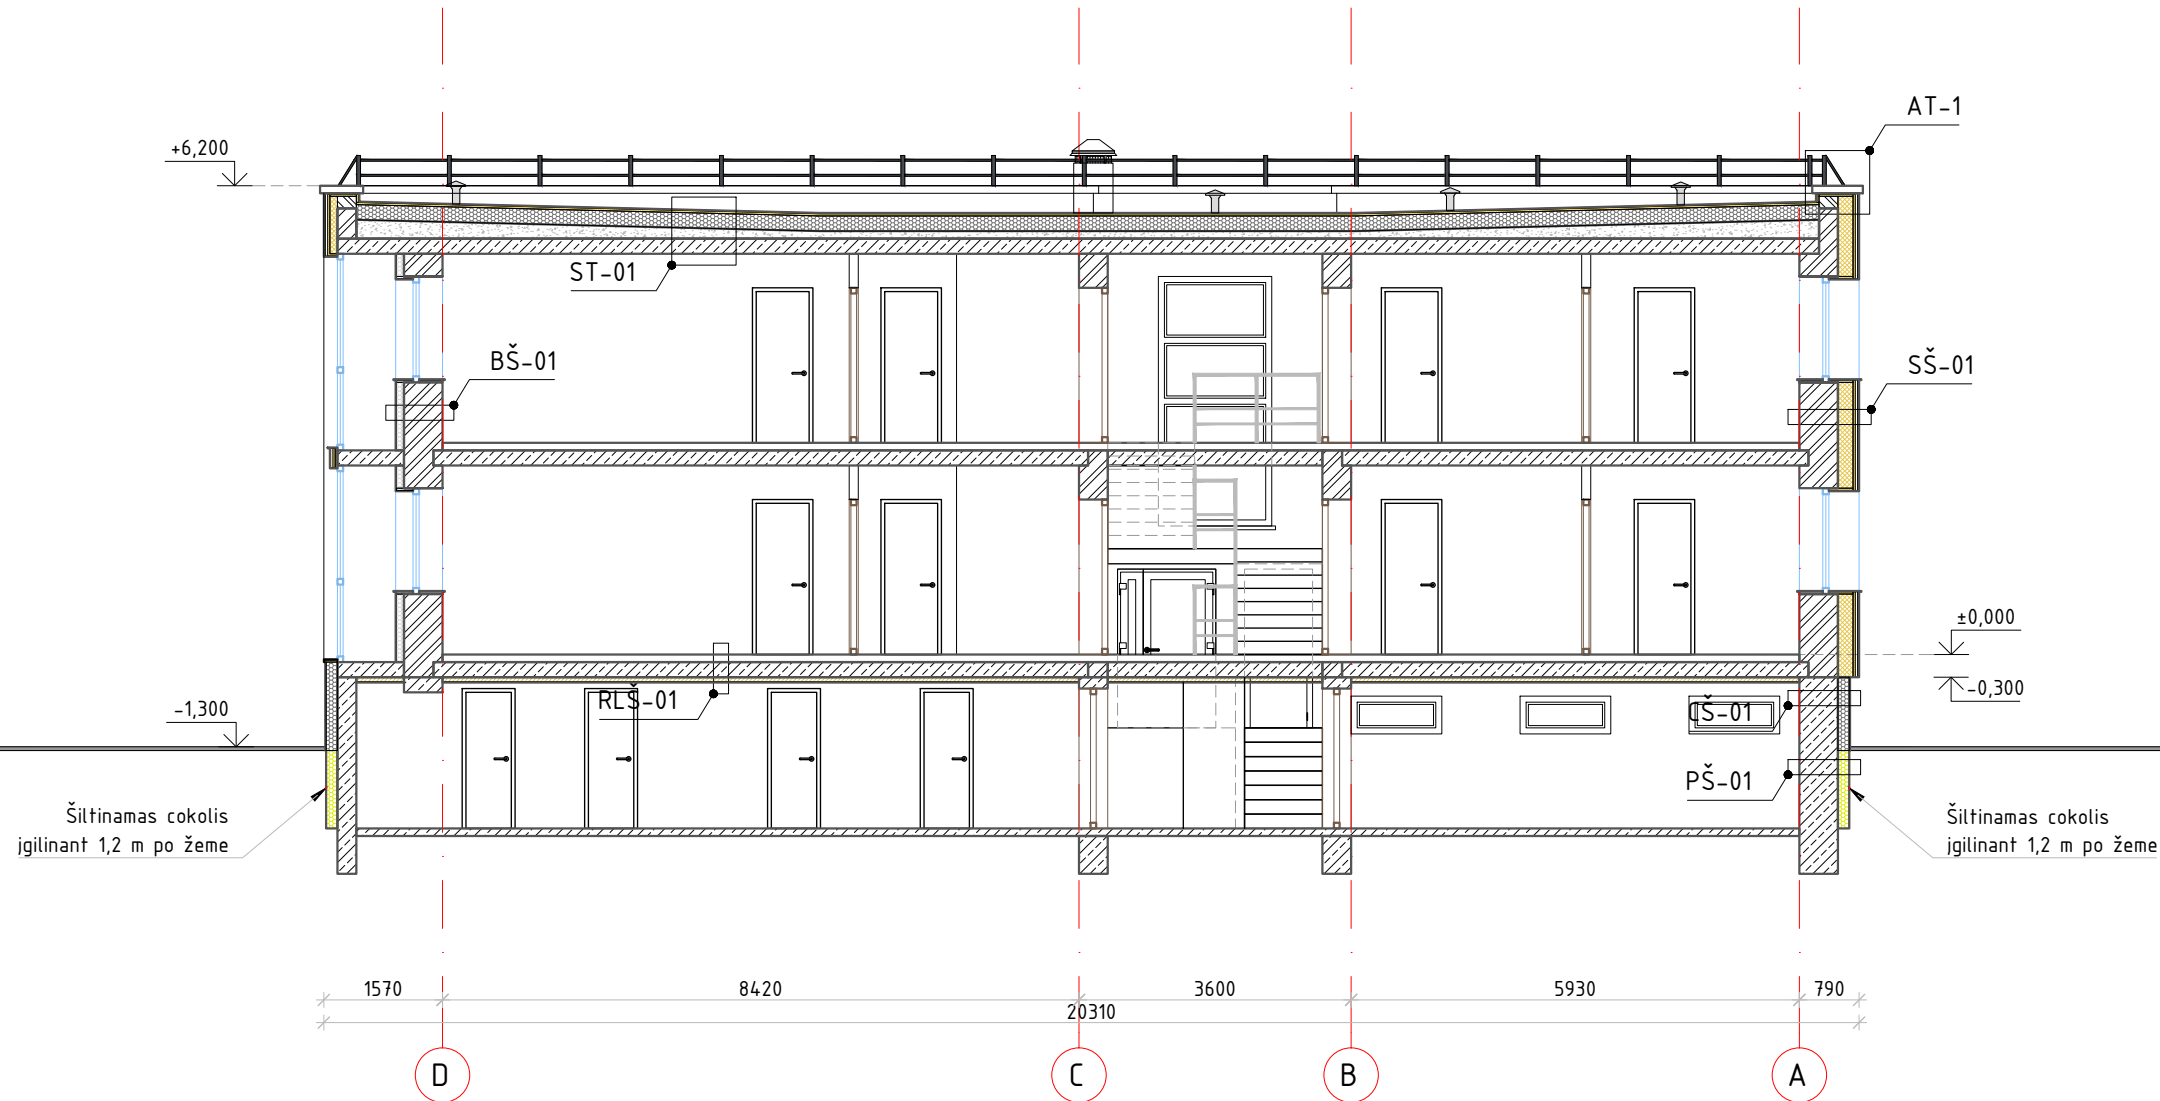 AT-1
+6,200
ST-01
BŠ-01
SŠ-01
±0,000
-0,300
RLŠ-01
CŠ-01
-1,300
PŠ-01
Šiltinamas cokolis
įgilinant 1,2 m po žeme
Šiltinamas cokolis
įgilinant 1,2 m po žeme
1570
8420
3600
5930
790
20310
D
C
B
A